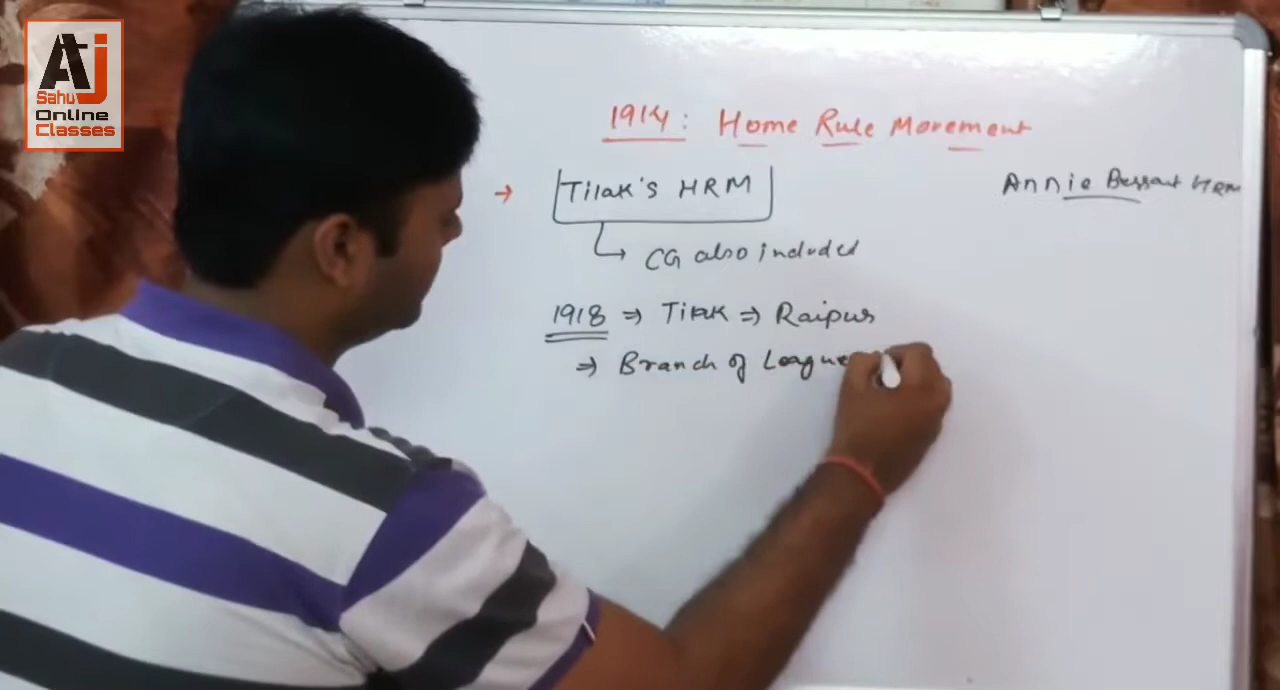 Aj
Sahu
Online
Classes
1914: Home Rule Movement
→ Tilak's HRM
Annie Bessant HRM
↳ CG also included
1918 ⇒ Tilak ⇒ Raipur
⇒ Branch of League